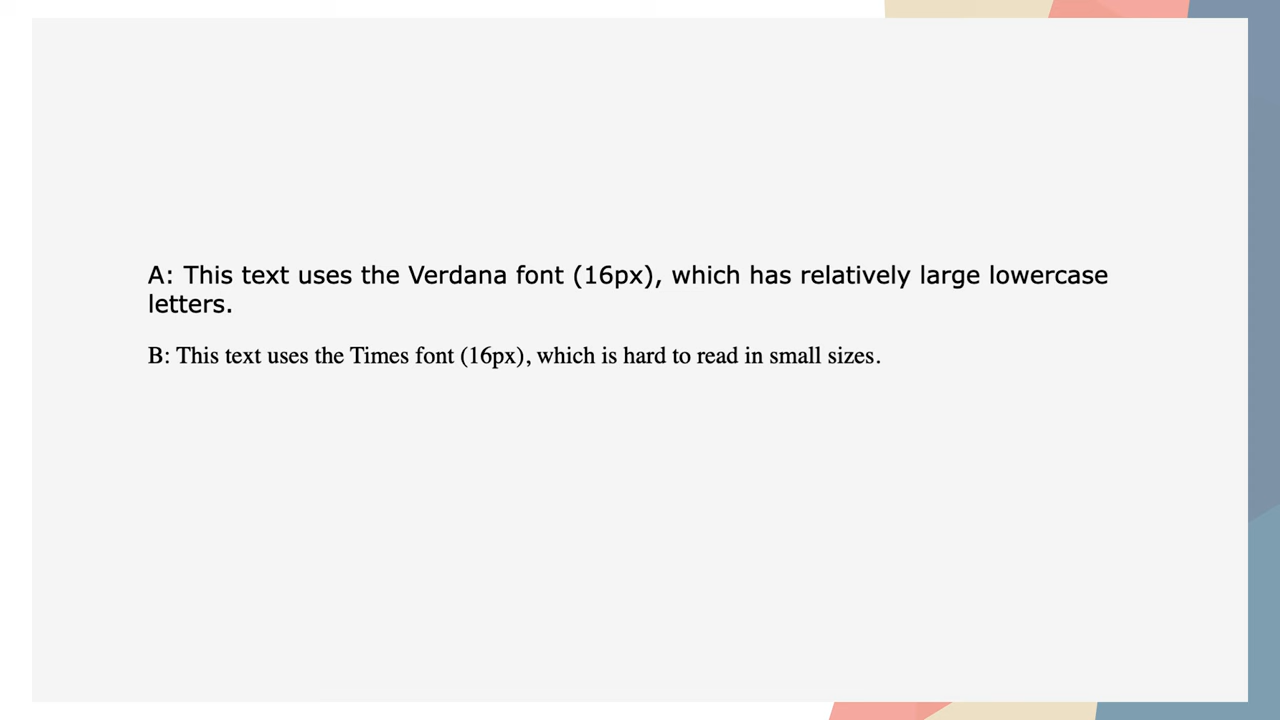 A: This text uses the Verdana font (16px), which has relatively large lowercase
letters.
B: This text uses the Times font (16px), which is hard to read in small sizes.